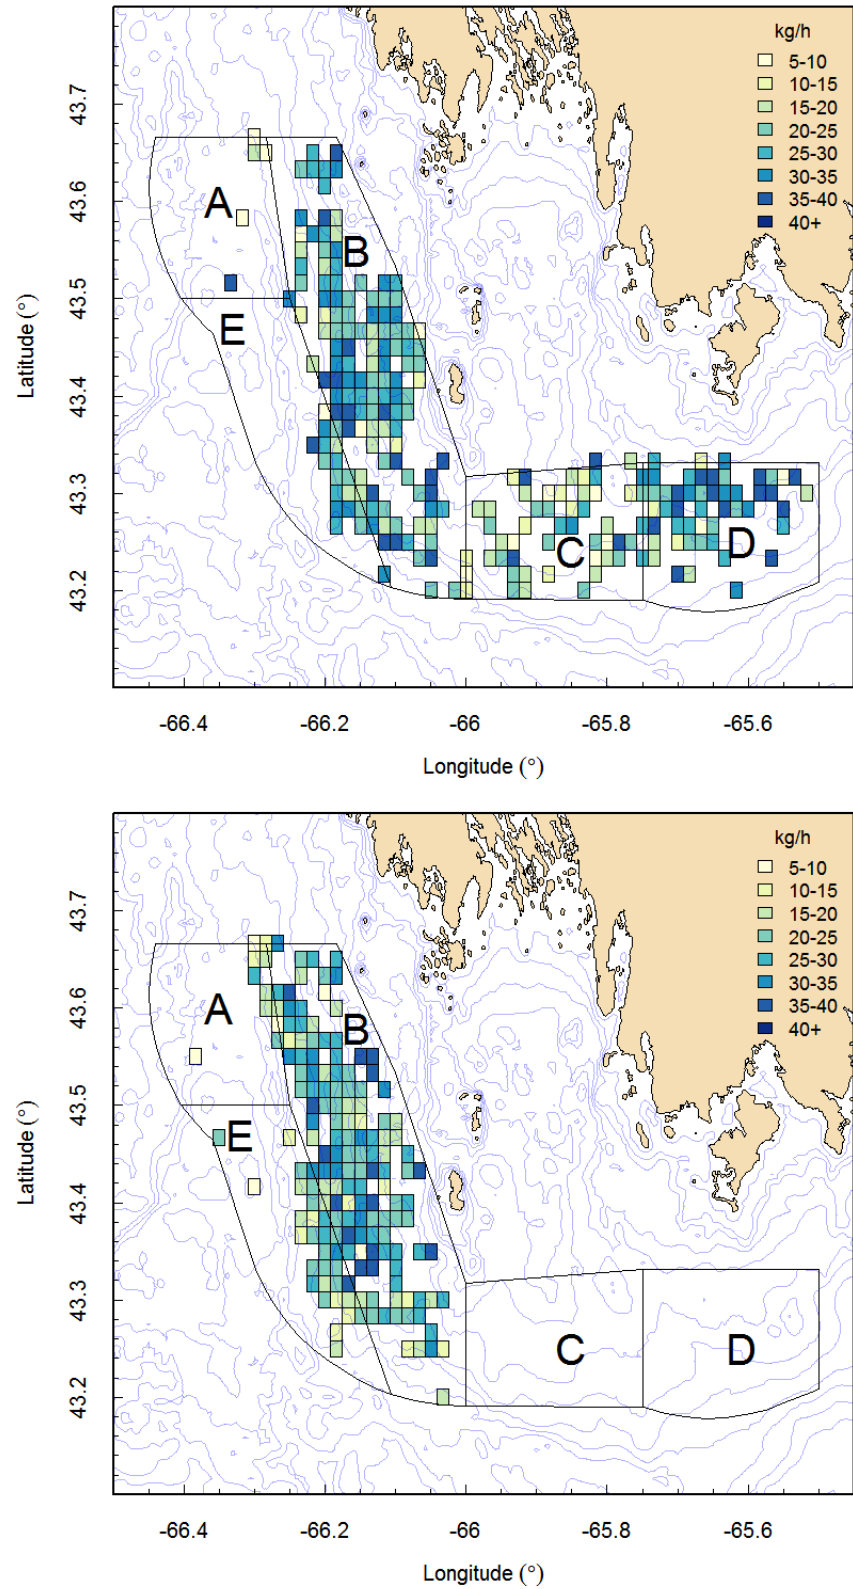 kg/h
5-10
10-15
15-20
20-25
25-30
30-35
35-40
40+
43.7
43.6
43.5
43.4
43.3
43.2
Latitude (°)
A
B
E
C
D
-66.4
-66.2
-66
-65.8
-65.6
Longitude (°)
kg/h
5-10
10-15
15-20
20-25
25-30
30-35
35-40
40+
43.7
43.6
43.5
43.4
43.3
43.2
Latitude (°)
A
B
E
C
D
-66.4
-66.2
-66
-65.8
-65.6
Longitude (°)